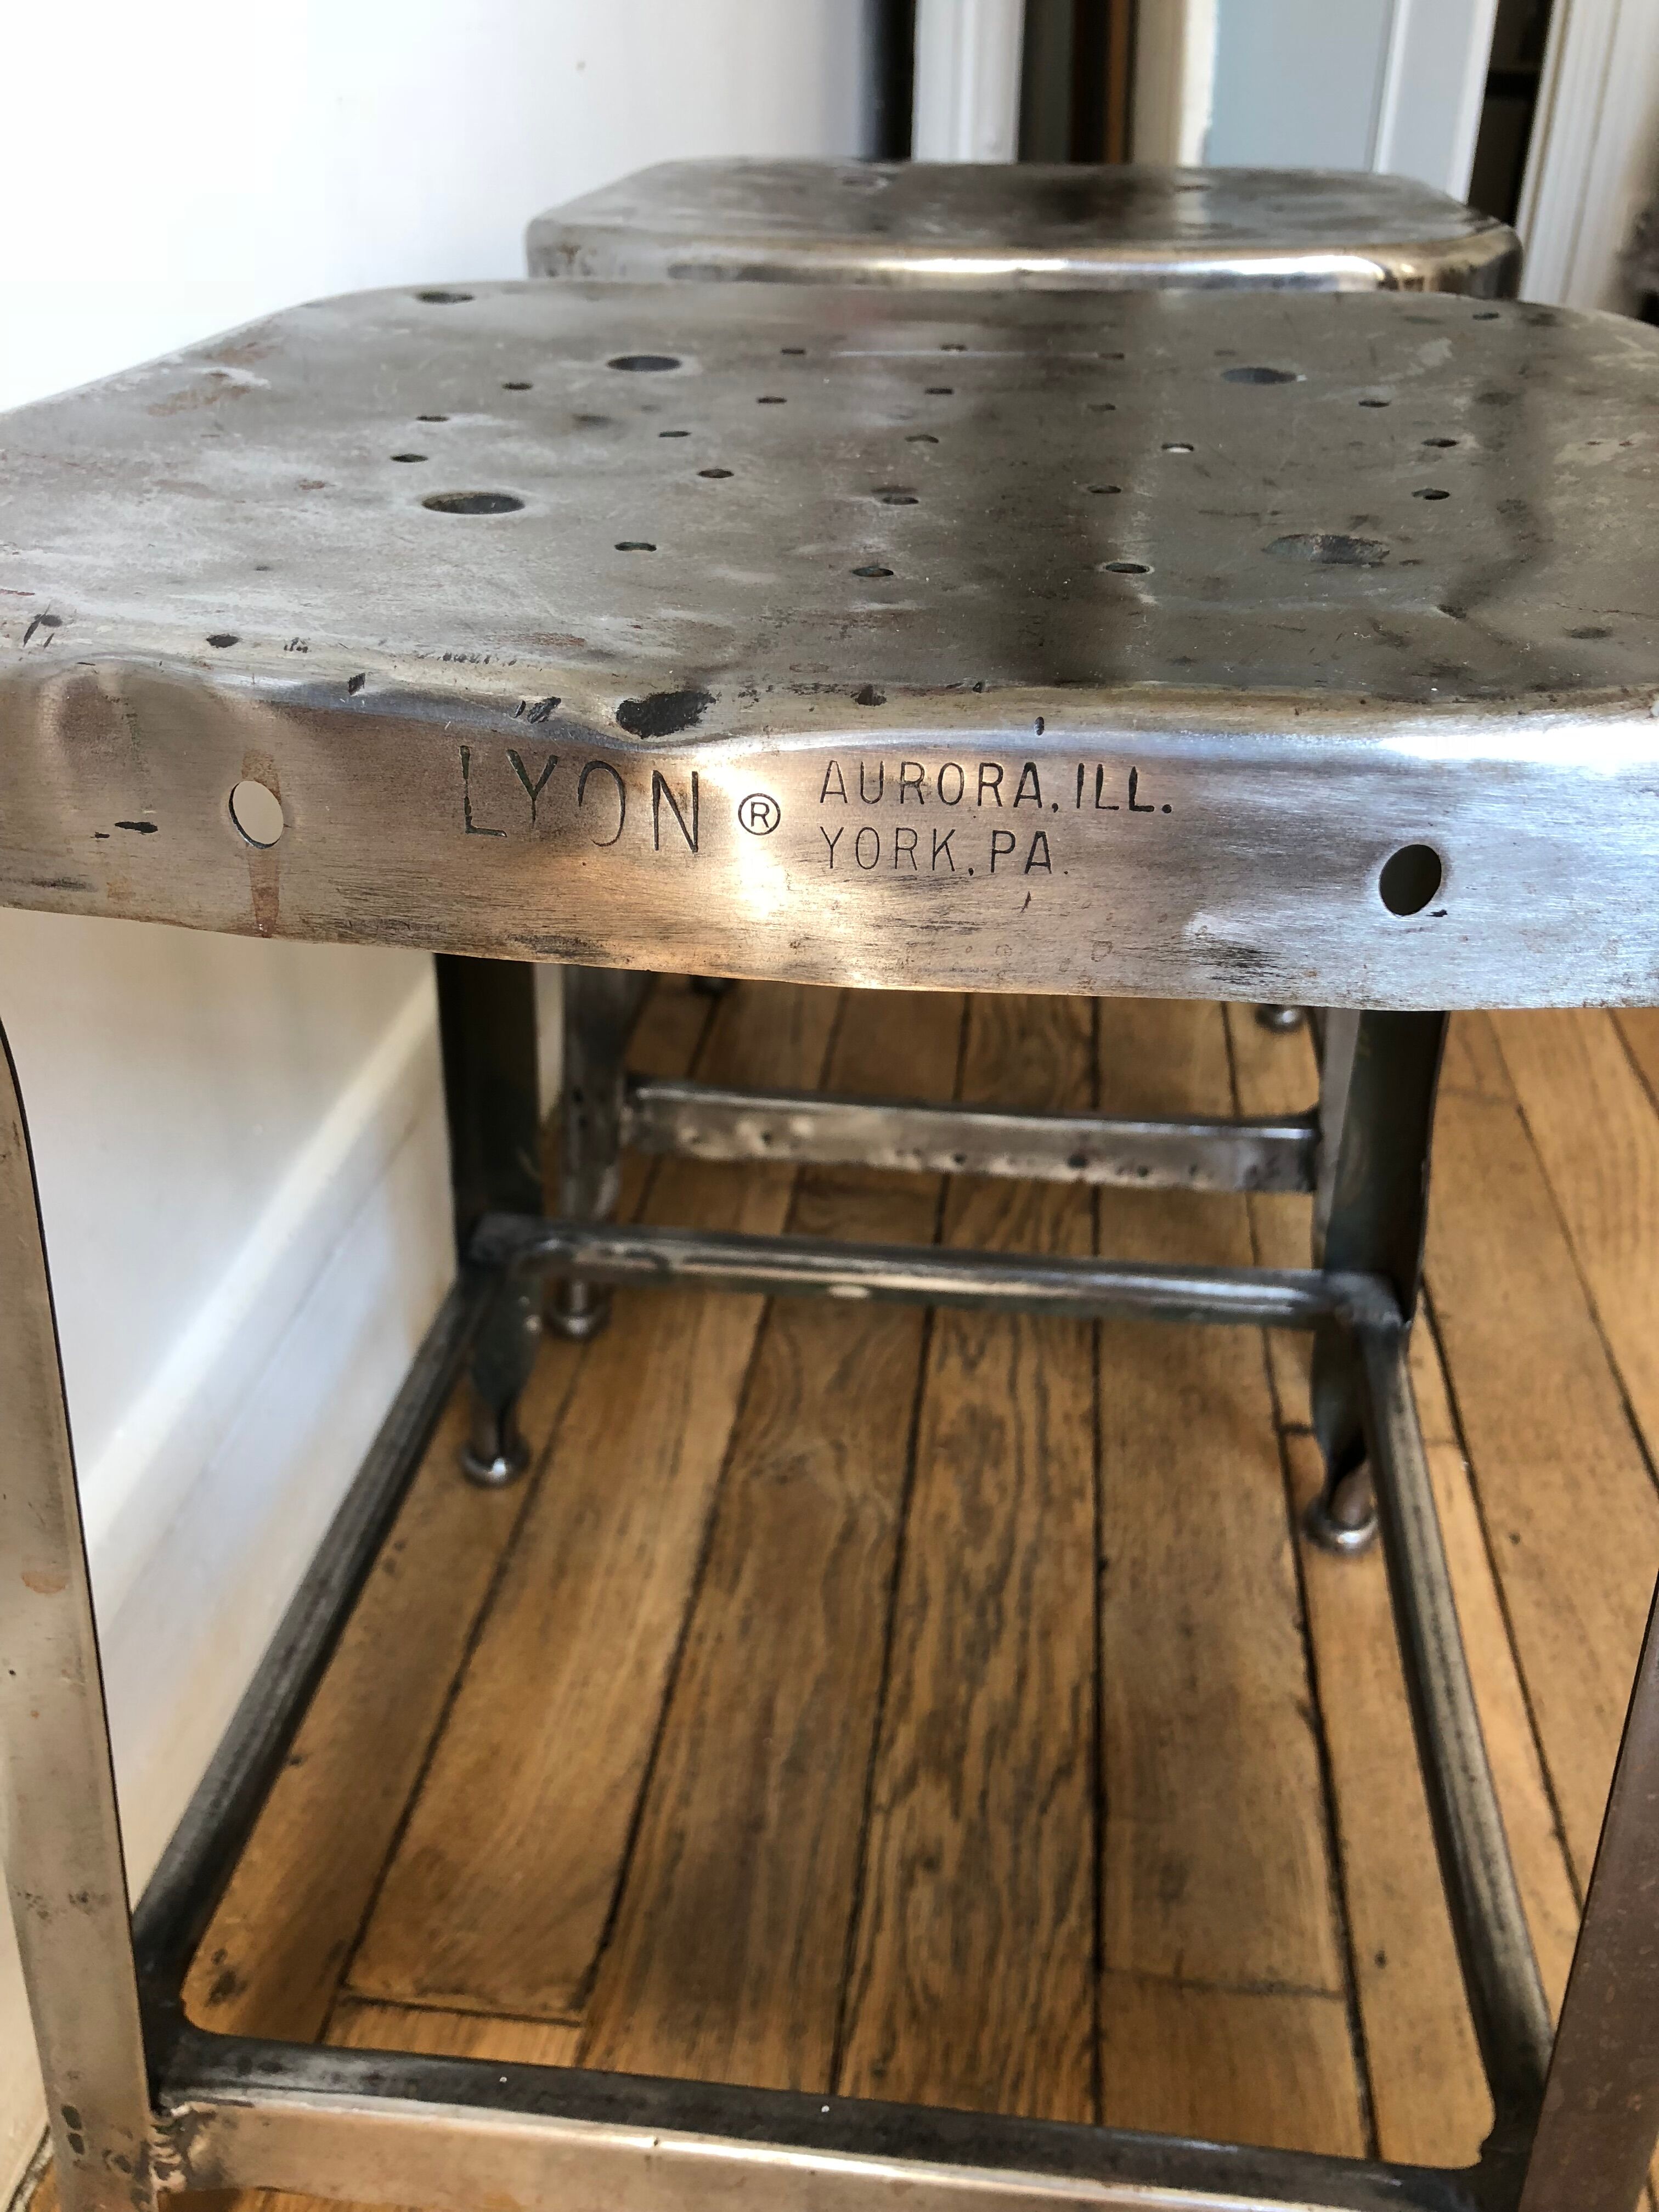 LYON ® AURORA, ILL.
YORK, PA.